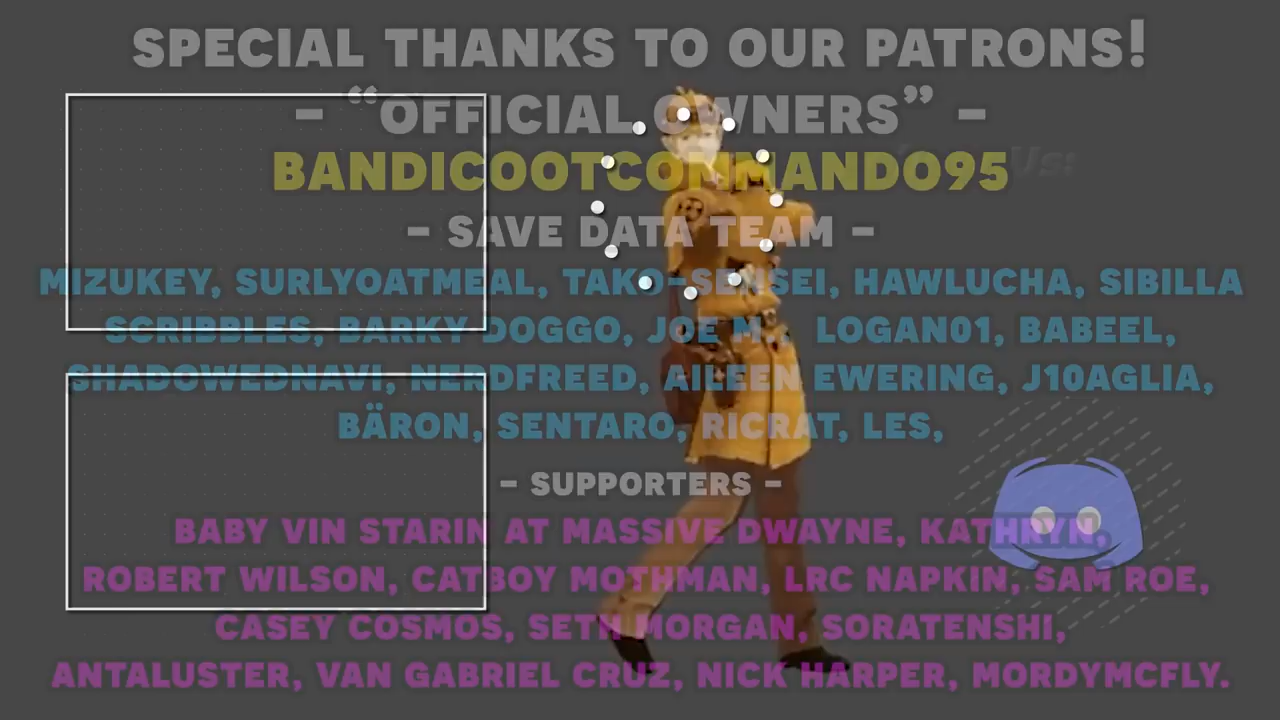 SPECIAL THANKS TO OUR PATRONS!
– “OFFICIAL OWNERS” –
BANDICOOTCOMMANDO95
Us:
– SAVE DATA TEAM –
MIZUKEY, SURLYOATMEAL, TAKO-SENSEI, HAWLUCHA, SIBILLA
SCRIBBLES, BARKY DOGGO, JOE M., LOGAN01, BABEEL,
SHADOWEDNAVI, NERDFREED, AILEEN EWERING, J10AGLIA,
BÄRON, SENTARO, RICRAT, LES,
– SUPPORTERS –
BABY VIN STARIN AT MASSIVE DWAYNE, KATHRYN,
ROBERT WILSON, CATBOY MOTHMAN, LRC NAPKIN, SAM ROE,
CASEY COSMOS, SETH MORGAN, SORATENSHI,
ANTALUSTER, VAN GABRIEL CRUZ, NICK HARPER, MORDYMCFLY.